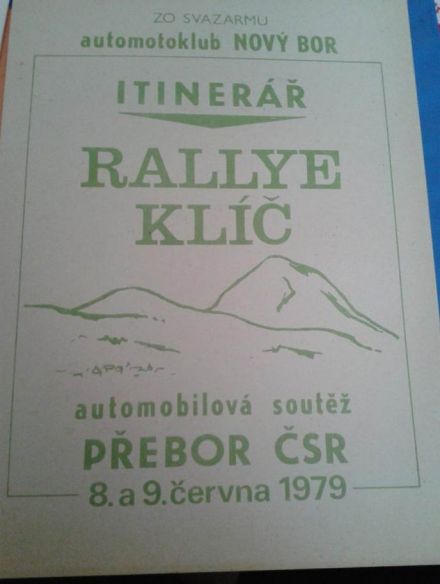 ZO SVAZARMU
automotoklub NOVÝ BOR
ITINERÁŘ
RALLYE
KLÍČ
automobilová soutěž
PŘEBOR ČSR
8. a 9. června 1979